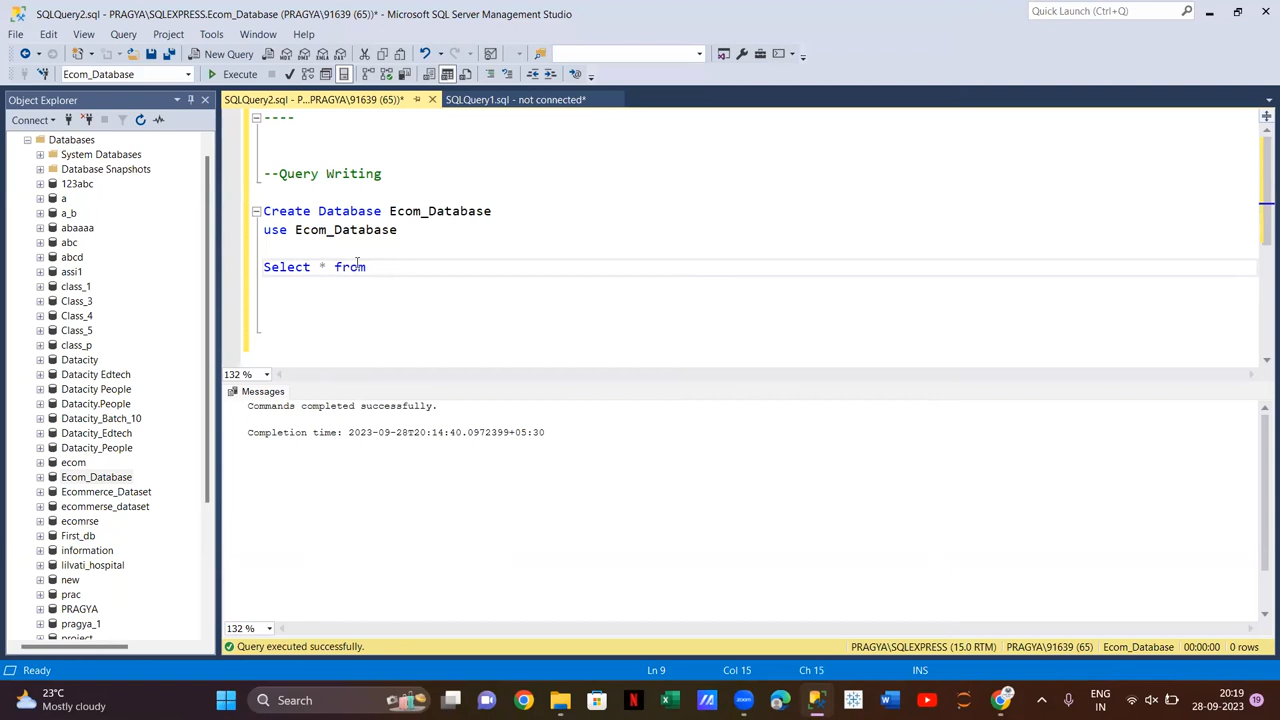 SQLQuery2.sql - PRAGYA\SQLEXPRESS.Ecom_Database (PRAGYA\91639 (65))* - Microsoft SQL Server Management Studio
Quick Launch (Ctrl+Q)
File Edit View Query Project Tools Window Help
New Query
Ecom_Database
Execute
Object Explorer
SQLQuery2.sql - P...PRAGYA\91639 (65))*
SQLQuery1.sql - not connected*
Connect
Databases
System Databases
Database Snapshots
123abc
a
a_b
abaaaa
abc
abcd
assi1
class_1
Class_3
Class_4
Class_5
class_p
Datacity
Datacity Edtech
Datacity People
Datacity.People
Datacity_Batch_10
Datacity_Edtech
Datacity_People
ecom
Ecom_Database
Ecommerce_Dataset
ecommerse_dataset
ecomrse
First_db
information
lilvati_hospital
new
prac
PRAGYA
pragya_1
project
----
--Query Writing
Create Database Ecom_Database
use Ecom_Database
Select * from
132 %
Messages
Commands completed successfully.
Completion time: 2023-09-28T20:14:40.0972399+05:30
132 %
Query executed successfully.
PRAGYA\SQLEXPRESS (15.0 RTM)
PRAGYA\91639 (65)
Ecom_Database
00:00:00
0 rows
Ready
Ln 9
Col 15
Ch 15
INS
23°C
Mostly cloudy
Search
zoom
ENG
IN
20:19
28-09-2023
19